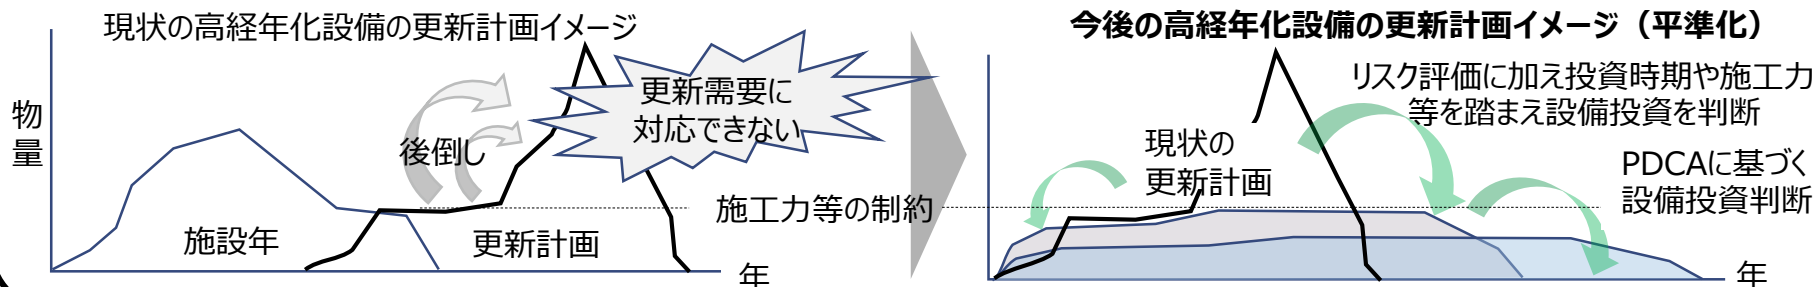 現状の高経年化設備の更新計画イメージ
物
量
後倒し
更新需要に
対応できない
施設年
更新計画
施工力等の制約
年
今後の高経年化設備の更新計画イメージ（平準化）
リスク評価に加え投資時期や施工力
等を踏まえ設備投資を判断
現状の
更新計画
PDCAに基づく
設備投資判断
年